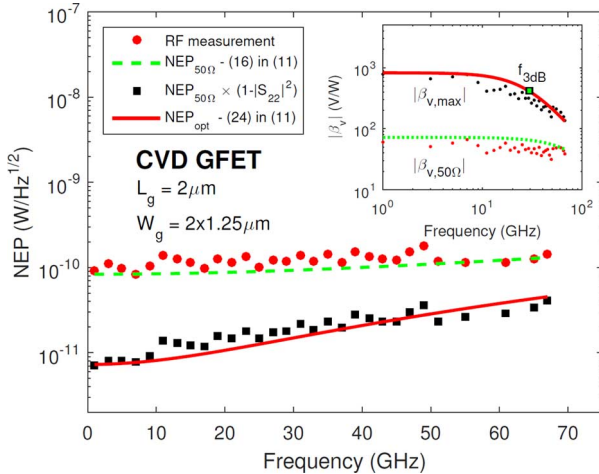 10⁻⁷
10⁻⁸
10⁻⁹
10⁻¹⁰
10⁻¹¹
NEP (W/Hz^1/2)
RF measurement
NEP50Ω - (16) in (11)
NEP50Ω × (1-|S22|²)
NEPopt - (24) in (11)
CVD GFET
Lg = 2μm
Wg = 2x1.25μm
10³
10²
10¹
|βv| (V/W)
f3dB
|βv,max|
|βv,50Ω|
10⁰ 10¹ 10²
Frequency (GHz)
0 10 20 30 40 50 60 70
Frequency (GHz)